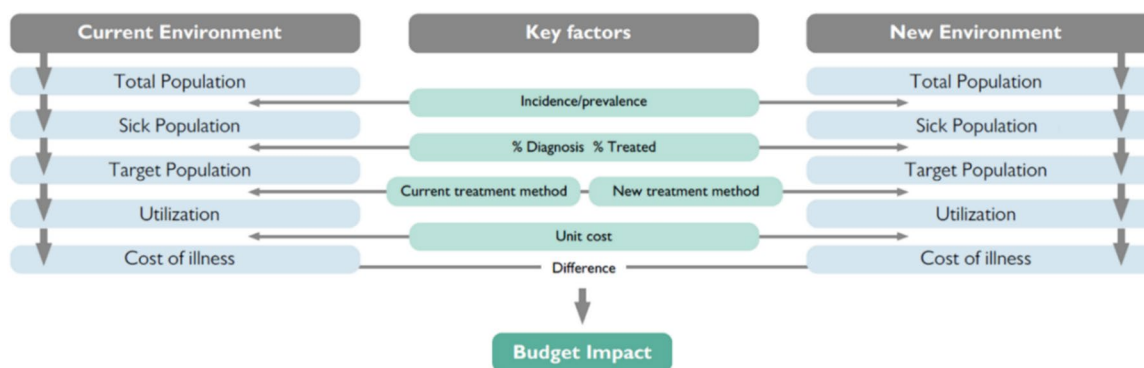 Current Environment
Key factors
New Environment
Total Population
Total Population
Incidence/prevalence
Sick Population
Sick Population
% Diagnosis % Treated
Target Population
Target Population
Current treatment method
New treatment method
Utilization
Utilization
Unit cost
Cost of illness
Cost of illness
Difference
Budget Impact